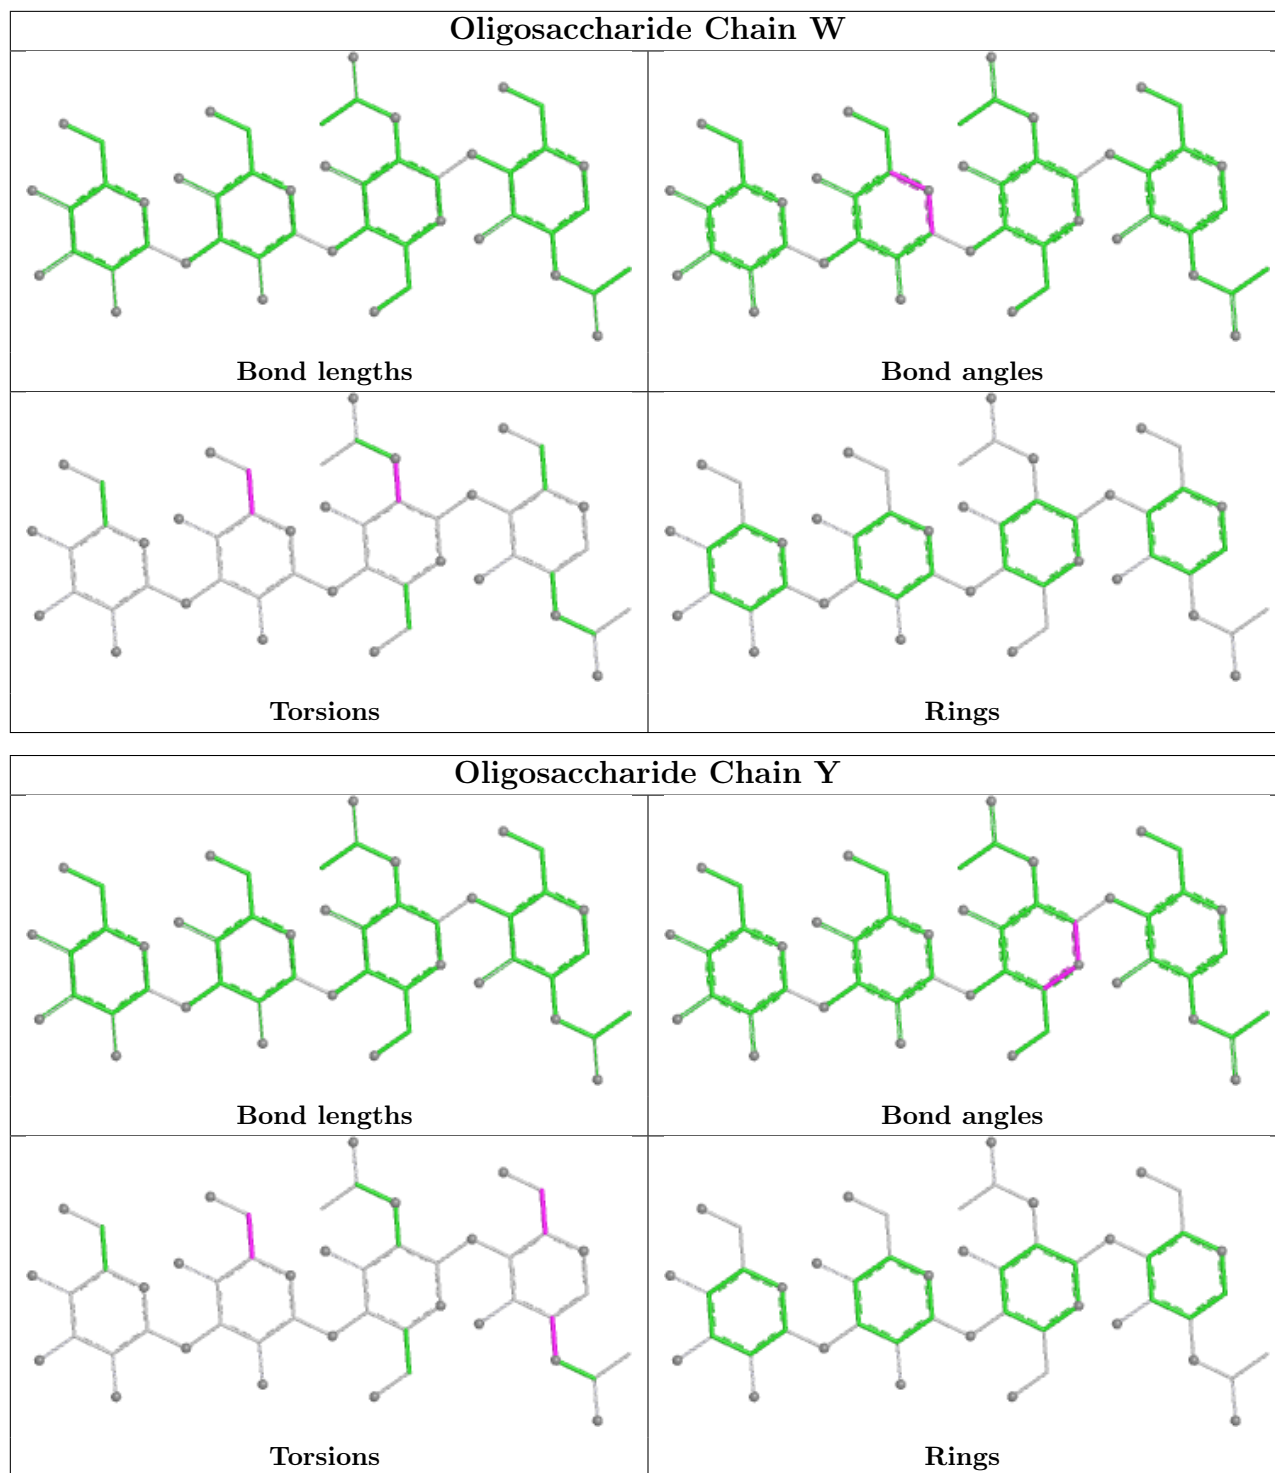 Oligosaccharide Chain W
Bond lengths
Bond angles
Torsions
Rings
Oligosaccharide Chain Y
Bond lengths
Bond angles
Torsions
Rings